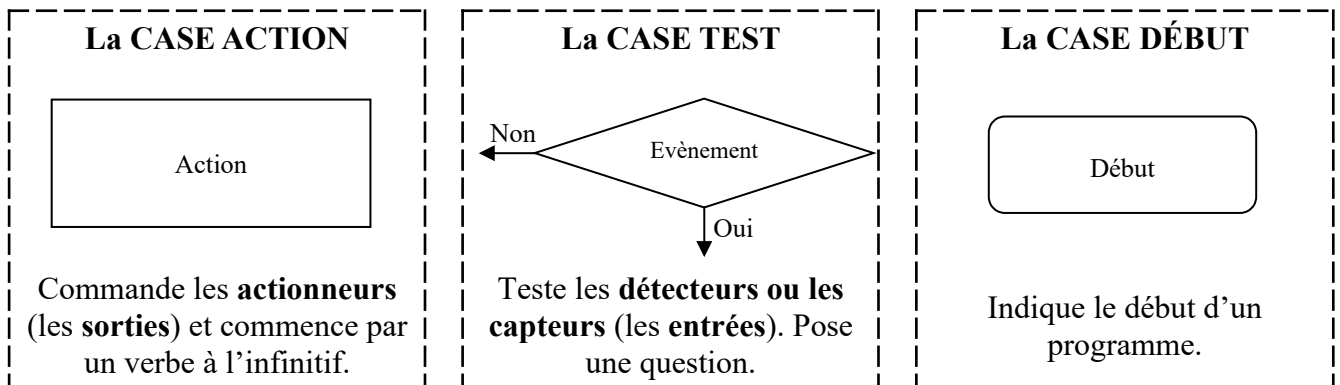 La CASE ACTION
Action
Commande les actionneurs
(les sorties) et commence par
un verbe à l’infinitif.
La CASE TEST
Non
Evènement
Oui
Teste les détecteurs ou les
capteurs (les entrées). Pose
une question.
La CASE DÉBUT
Début
Indique le début d’un
programme.